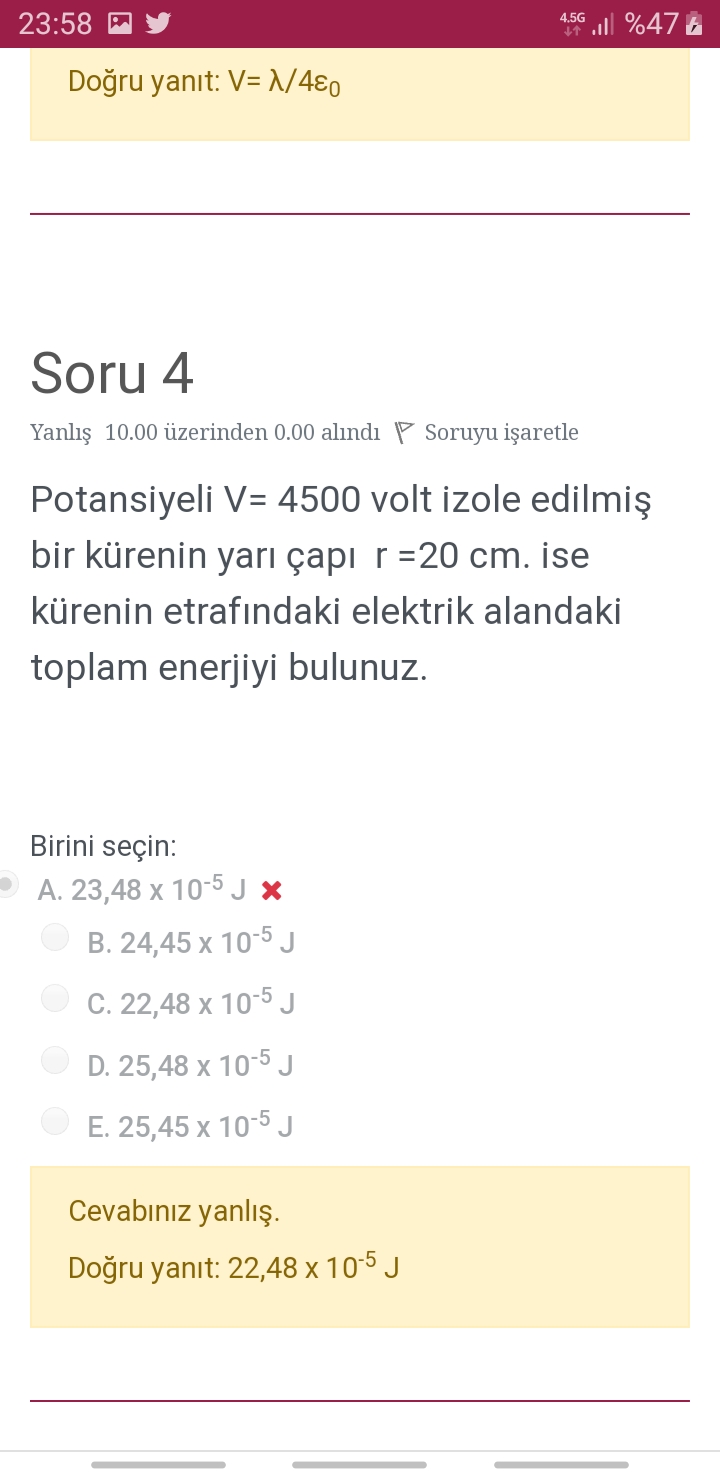 23:58 4.5G %47
Doğru yanıt: V= λ/4ε₀
Soru 4
Yanlış 10.00 üzerinden 0.00 alındı Soruyu işaretle
Potansiyeli V= 4500 volt izole edilmiş
bir kürenin yarı çapı r =20 cm. ise
kürenin etrafındaki elektrik alandaki
toplam enerjiyi bulunuz.
Birini seçin:
A. 23,48 x 10⁻⁵ J
B. 24,45 x 10⁻⁵ J
C. 22,48 x 10⁻⁵ J
D. 25,48 x 10⁻⁵ J
E. 25,45 x 10⁻⁵ J
Cevabınız yanlış.
Doğru yanıt: 22,48 x 10⁻⁵ J